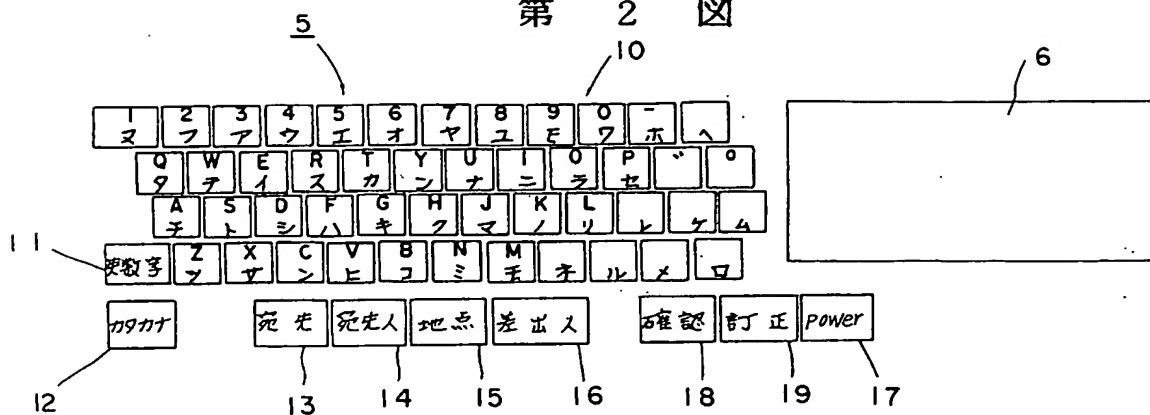 第 2 図
5
10
6
1 2 3 4 5 6 7 8 9 0 -
ヌ フ ア ウ エ オ ヤ ユ モ ワ ホ ヘ
Q W E R T Y U I O P ゛ ゜
タ テ イ ス カ ン ナ ニ ラ セ
A S D F G H J K L
チ ト シ ハ キ ク マ ノ リ レ ケ ム
11
英数字
Z X C V B N M
ツ サ ン ヒ コ ミ モ ネ ル メ ロ
カタカナ 宛先 宛先人 地点 差出人 確認 訂正 power
12 13 14 15 16 18 19 17